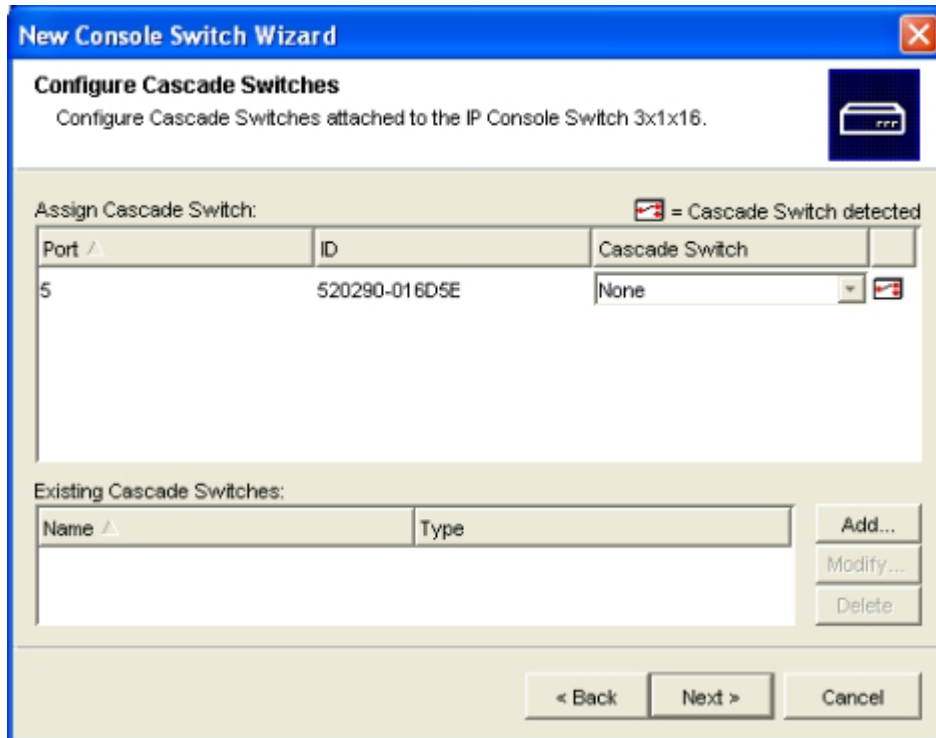 New Console Switch Wizard
Configure Cascade Switches
Configure Cascade Switches attached to the IP Console Switch 3x1x16.
Assign Cascade Switch:
= Cascade Switch detected
Port ID Cascade Switch
5 520290-016D5E None
Existing Cascade Switches:
Name Type
Add...
Modify...
Delete
< Back Next > Cancel